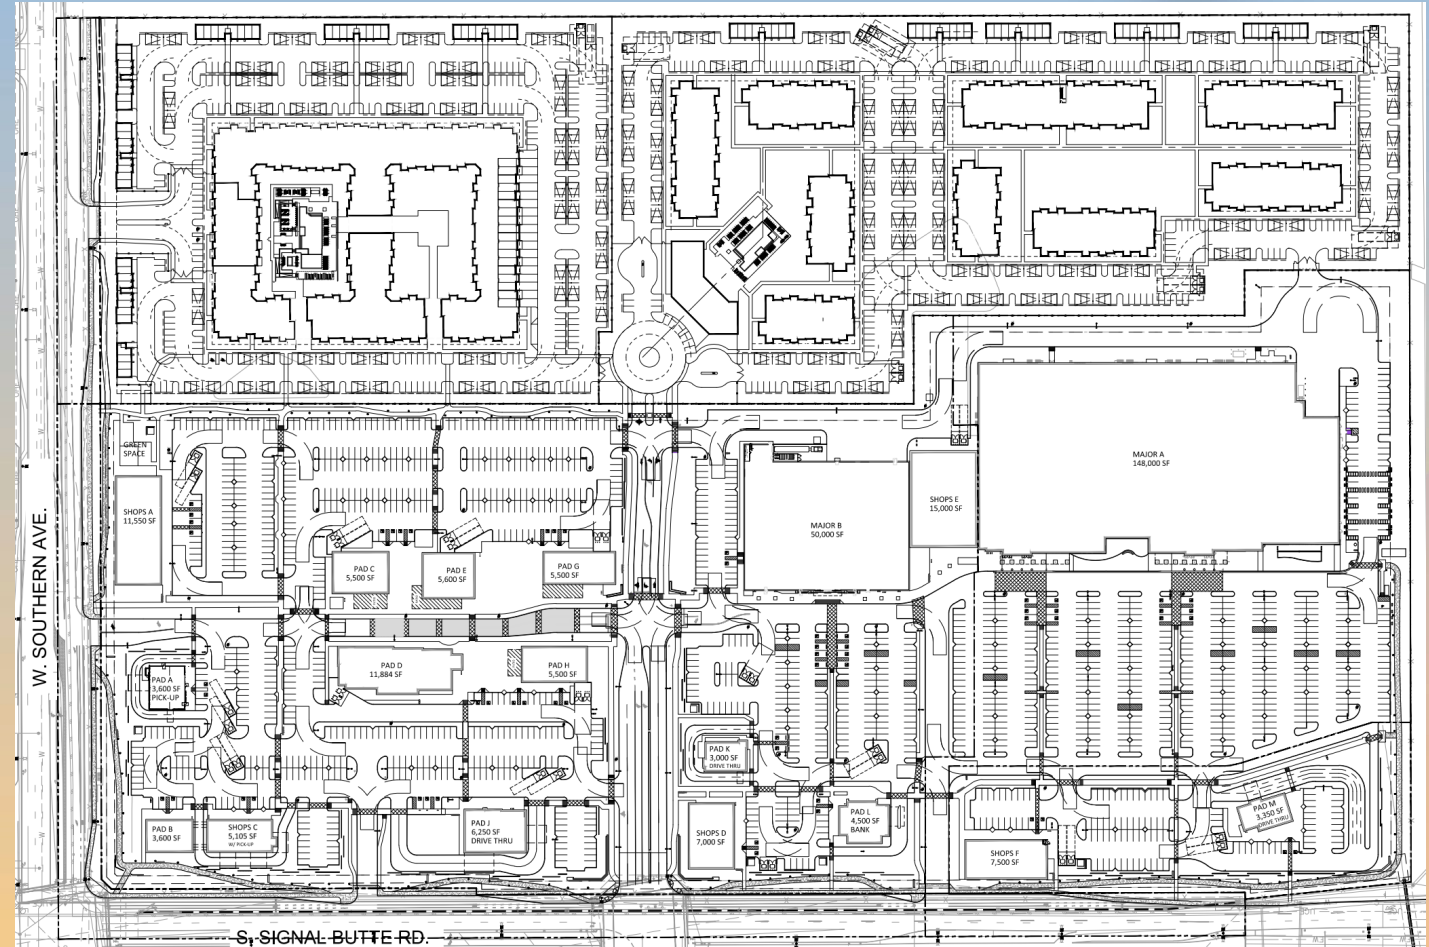 GREEN
SPACE
SHOPS A
11,550 SF
PAD C
5,500 SF
PAD E
5,600 SF
PAD G
5,500 SF
MAJOR B
50,000 SF
SHOPS E
15,000 SF
MAJOR A
148,000 SF
W. SOUTHERN AVE.
PAD A
3,600 SF
PICK-UP
PAD D
11,884 SF
PAD H
5,500 SF
PAD K
3,000 SF
DRIVE THRU
PAD B
3,600 SF
SHOPS C
5,105 SF
W/ PICK-UP
PAD J
6,250 SF
DRIVE THRU
SHOPS D
7,000 SF
PAD L
4,500 SF
BANK
SHOPS F
7,500 SF
PAD M
3,350 SF
DRIVE THRU
S. SIGNAL BUTTE RD.